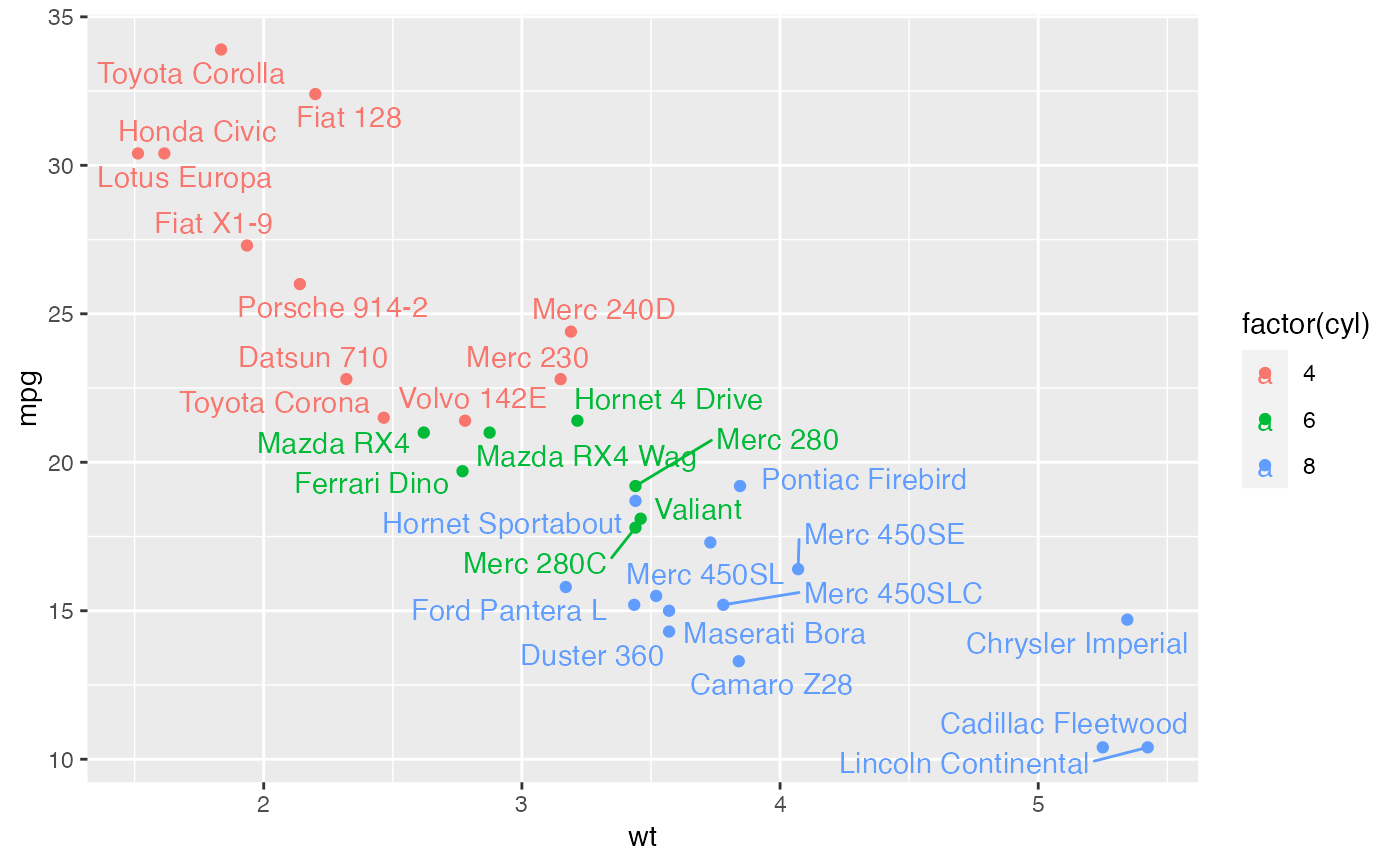 35
Toyota Corolla
Fiat 128
Honda Civic
30
Lotus Europa
Fiat X1-9
Porsche 914-2
Merc 240D
25
Datsun 710
Merc 230
Toyota Corona
Volvo 142E
Hornet 4 Drive
Mazda RX4
Merc 280
Mazda RX4 Wag
20
Ferrari Dino
Pontiac Firebird
Valiant
Hornet Sportabout
Merc 450SE
Merc 280C
Merc 450SL
Merc 450SLC
15
Ford Pantera L
Maserati Bora
Chrysler Imperial
Duster 360
Camaro Z28
Cadillac Fleetwood
10
Lincoln Continental
2 3 4 5
wt
mpg
factor(cyl)
a 4
a 6
a 8